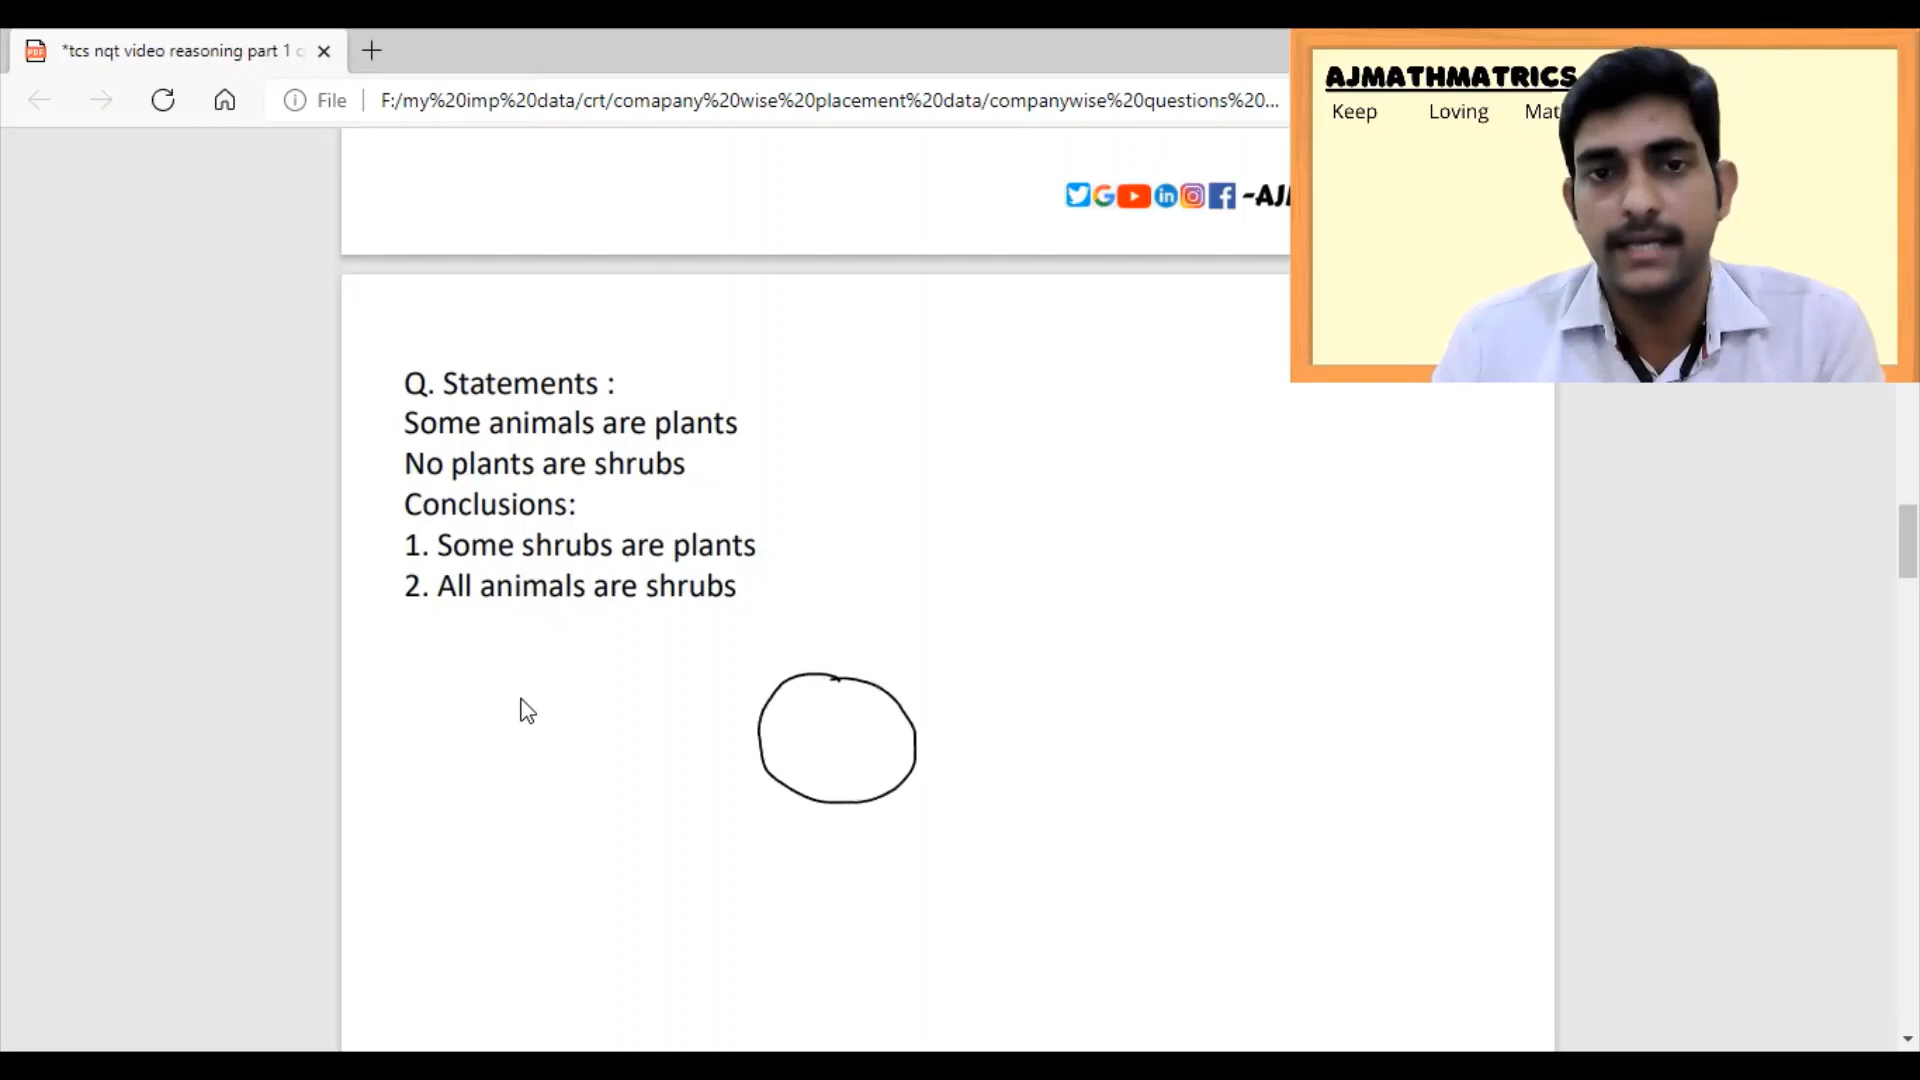 *tcs nqt video reasoning part 1
File
F:/my%20imp%20data/crt/comapany%20wise%20placement%20data/companywise%20questions%20...
AJMATHMATRICS
Keep Loving
Q. Statements :
Some animals are plants
No plants are shrubs
Conclusions:
1. Some shrubs are plants
2. All animals are shrubs